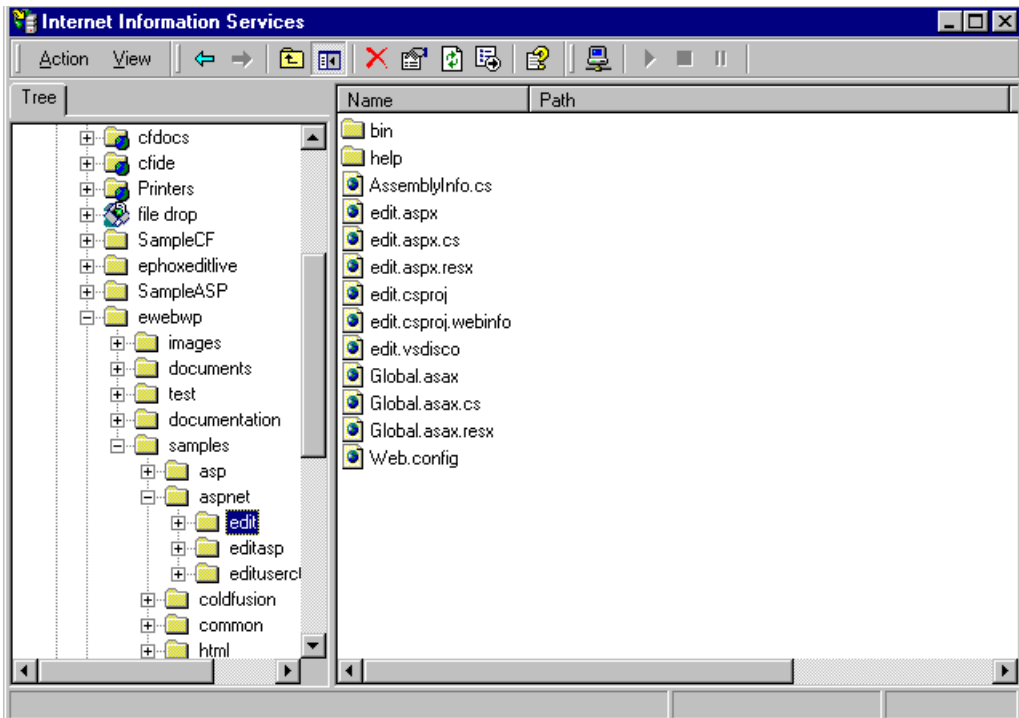 Internet Information Services
Action View
Tree
Name Path
cfdocs
cfide
Printers
file drop
SampleCF
ephoxeditlive
SampleASP
ewebwp
images
documents
test
documentation
samples
asp
aspnet
edit
editasp
coldfusion
common
html
bin
help
AssemblyInfo.cs
edit.aspx
edit.aspx.cs
edit.aspx.resx
edit.csproj
edit.csproj.webinfo
edit.vsdisco
Global.asax
Global.asax.cs
Global.asax.resx
Web.config